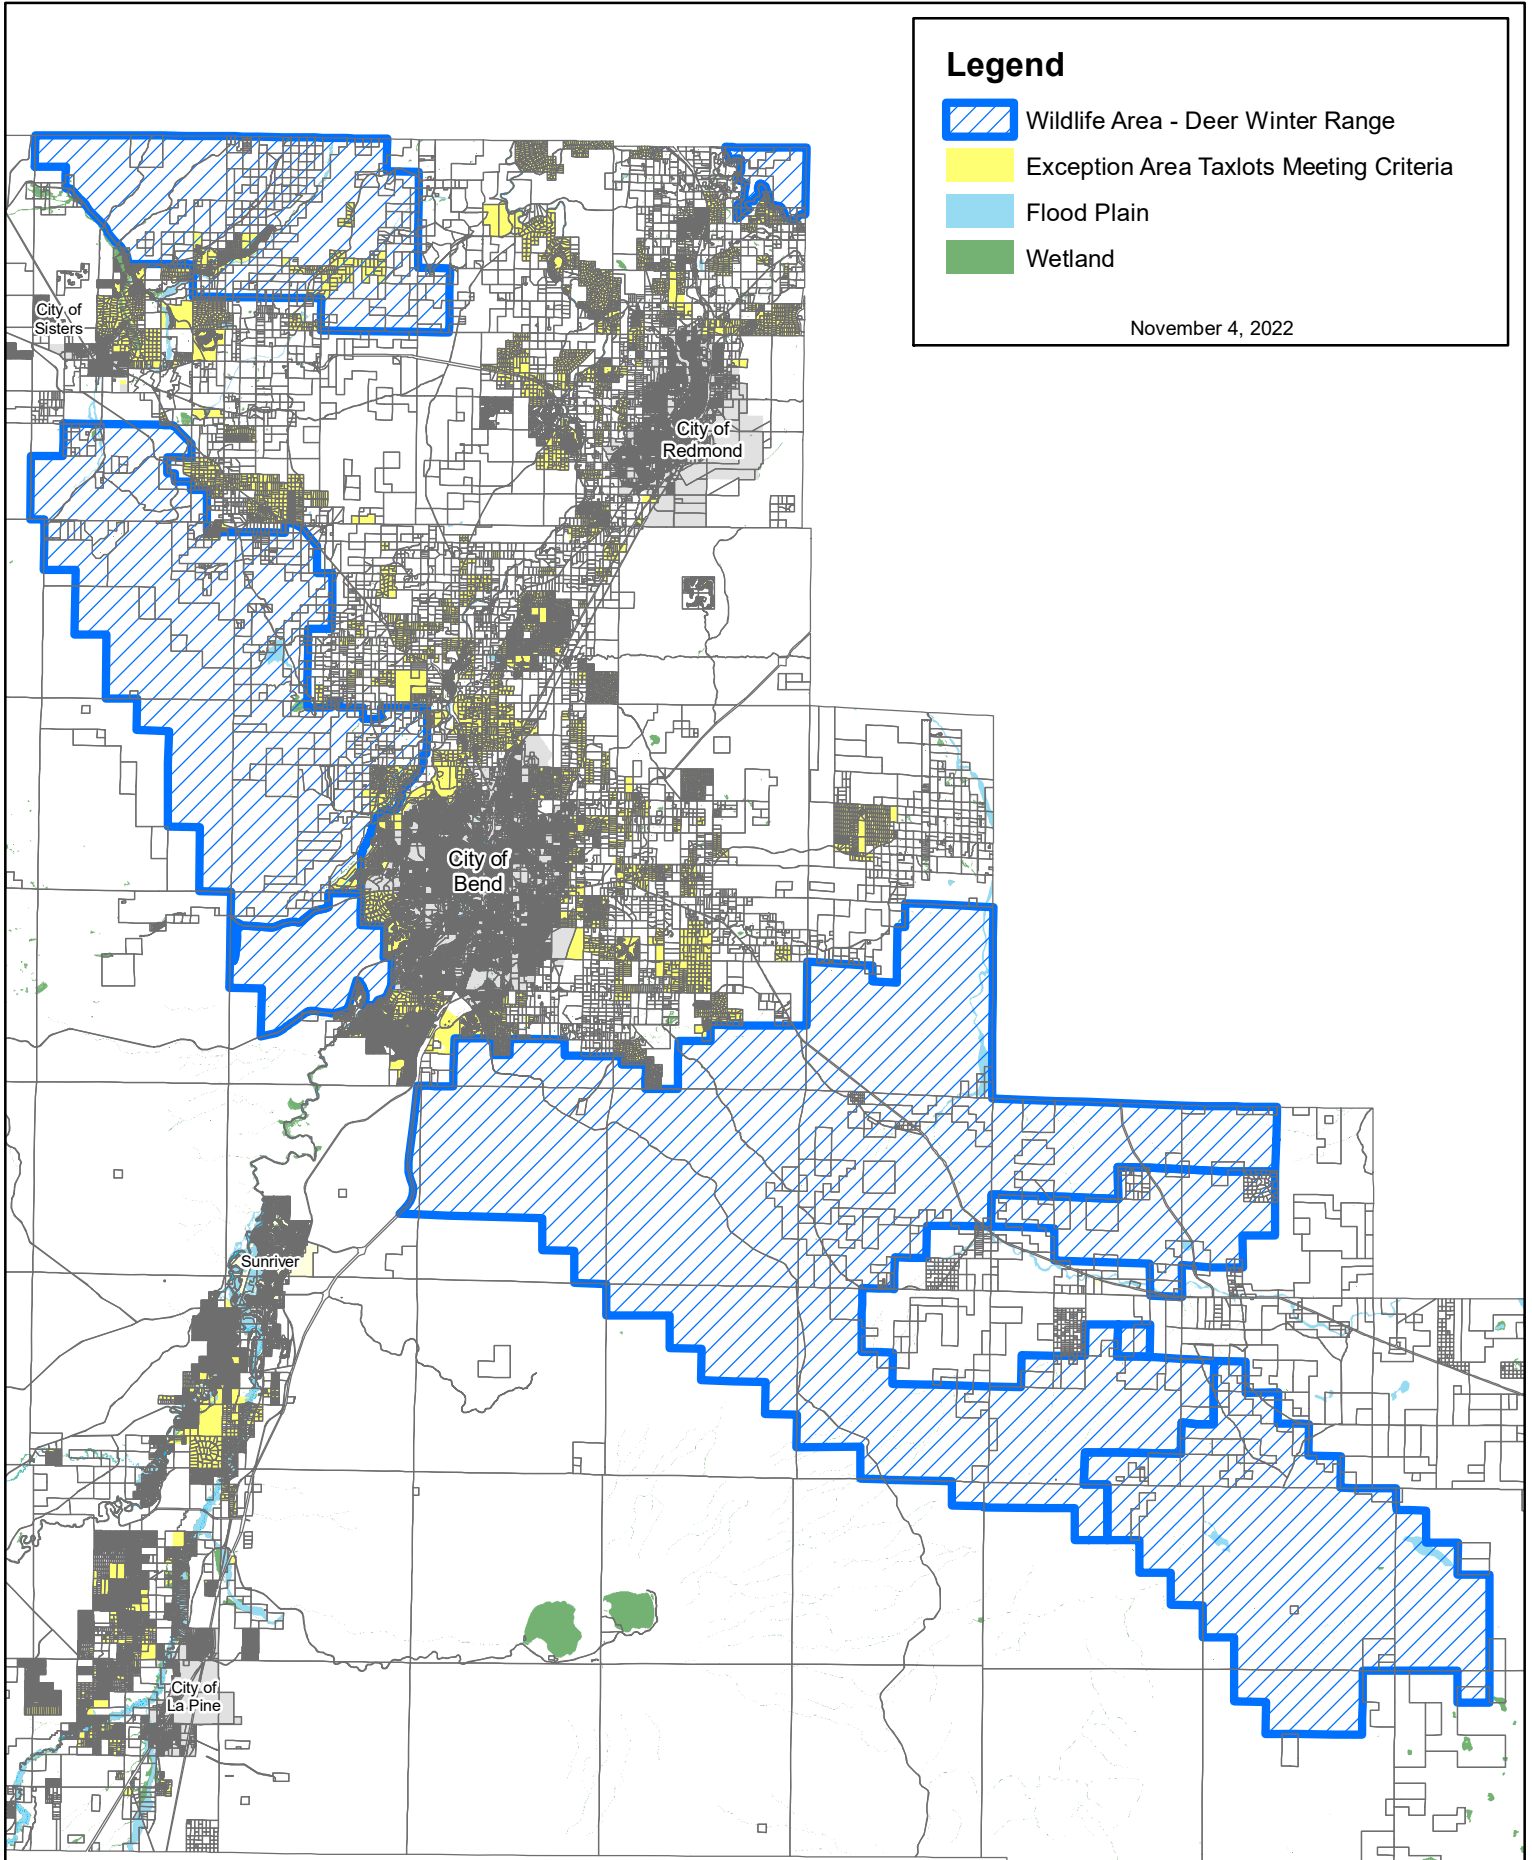 Legend
Wildlife Area - Deer Winter Range
Exception Area Taxlots Meeting Criteria
Flood Plain
Wetland
November 4, 2022
City of
Sisters
City of
Redmond
City of
Bend
Sunriver
City of
La Pine